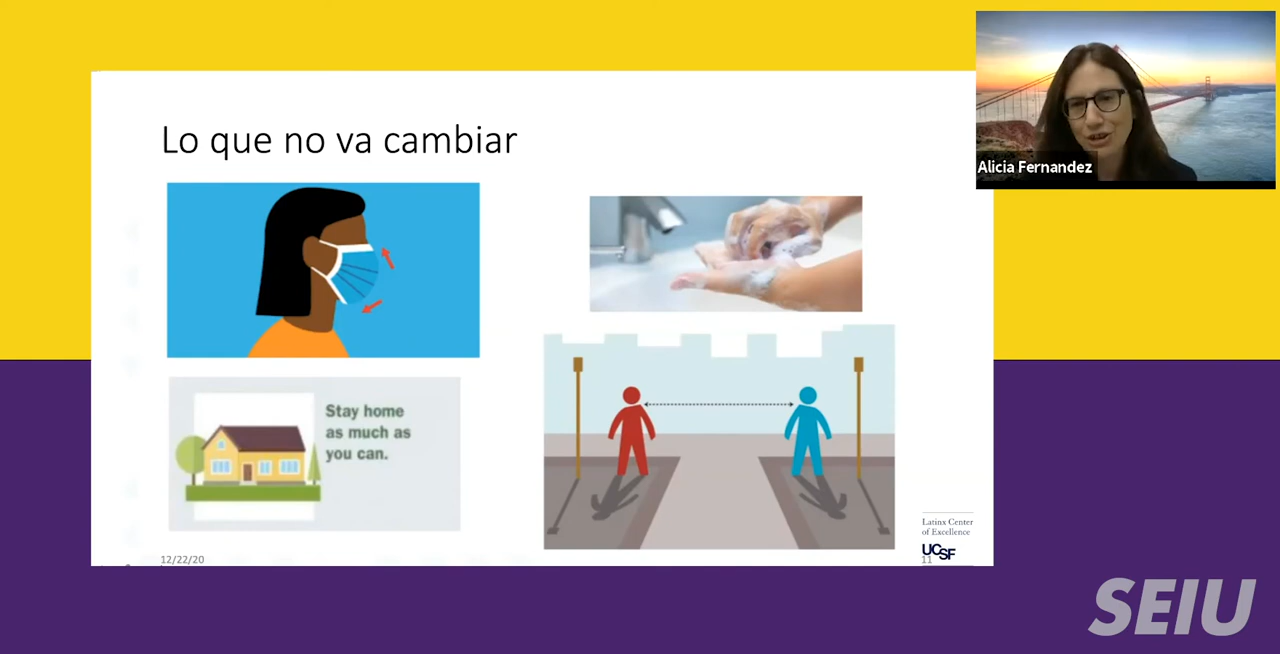 Lo que no va cambiar
Alicia Fernandez
Stay home
as much as
you can.
Latinx Center
of Excellence
UCSF
12/22/20
11
SEIU